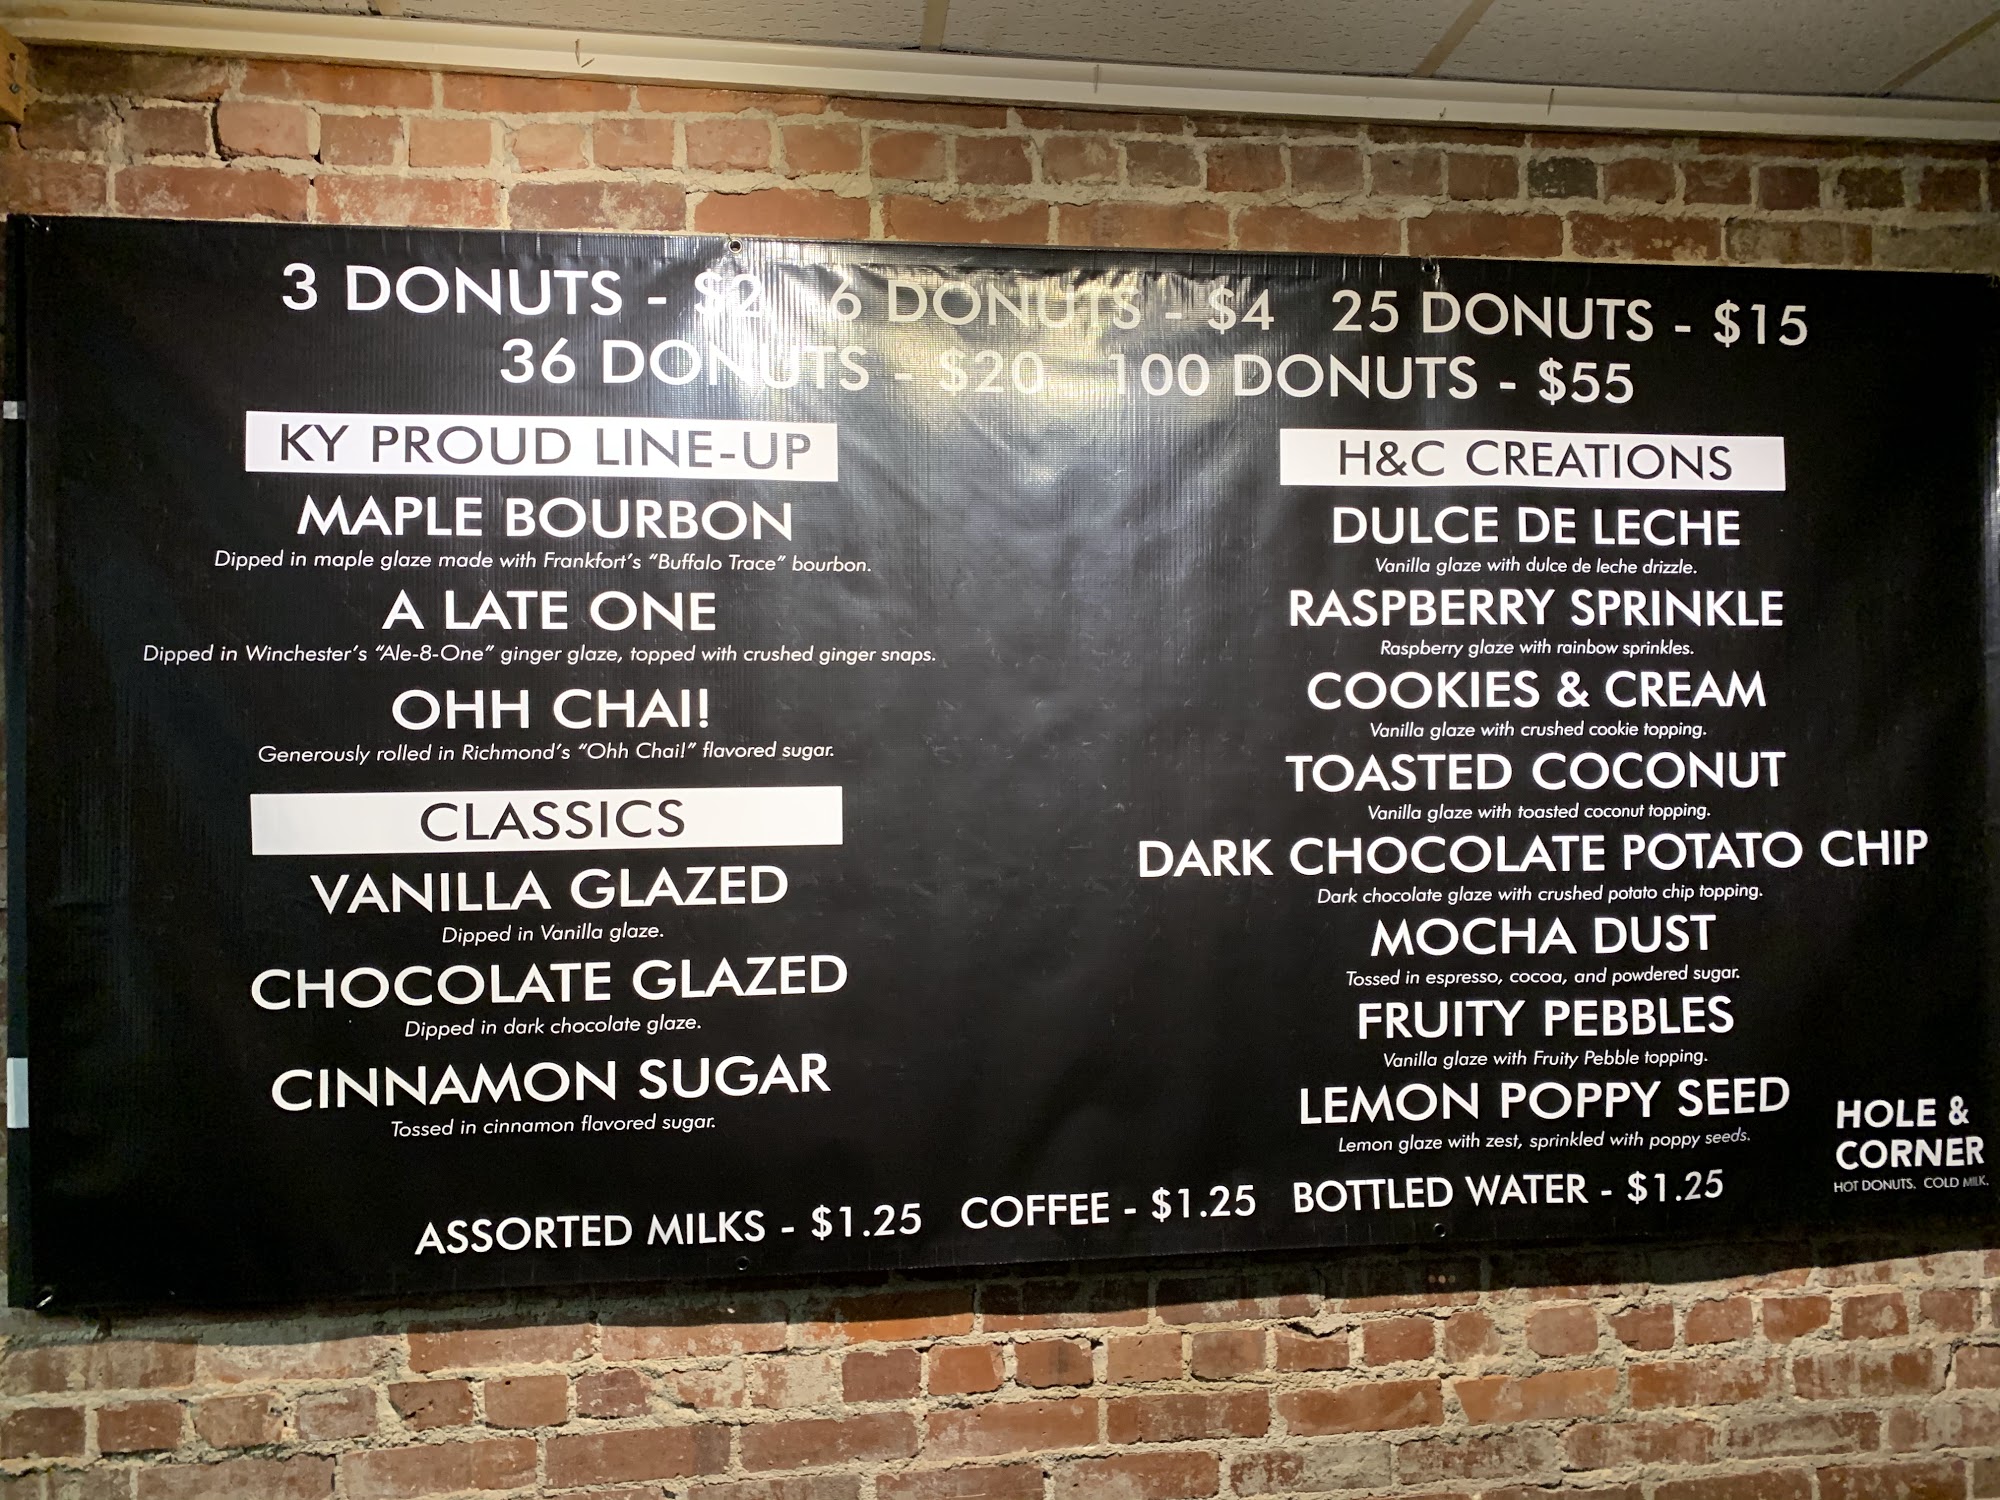 3 DONUTS - $2 6 DONUTS - $4 25 DONUTS - $15
36 DONUTS - $20 100 DONUTS - $55
KY PROUD LINE-UP
MAPLE BOURBON
Dipped in maple glaze made with Frankfort's "Buffalo Trace" bourbon.
A LATE ONE
Dipped in Winchester's "Ale-8-One" ginger glaze, topped with crushed ginger snaps.
OHH CHAI!
Generously rolled in Richmond's "Ohh Chai!" flavored sugar.
CLASSICS
VANILLA GLAZED
Dipped in Vanilla glaze.
CHOCOLATE GLAZED
Dipped in dark chocolate glaze.
CINNAMON SUGAR
Tossed in cinnamon flavored sugar.
H&C CREATIONS
DULCE DE LECHE
Vanilla glaze with dulce de leche drizzle.
RASPBERRY SPRINKLE
Raspberry glaze with rainbow sprinkles.
COOKIES & CREAM
Vanilla glaze with crushed cookie topping.
TOASTED COCONUT
Vanilla glaze with toasted coconut topping.
DARK CHOCOLATE POTATO CHIP
Dark chocolate glaze with crushed potato chip topping.
MOCHA DUST
Tossed in espresso, cocoa, and powdered sugar.
FRUITY PEBBLES
Vanilla glaze with Fruity Pebble topping.
LEMON POPPY SEED
Lemon glaze with zest, sprinkled with poppy seeds.
ASSORTED MILKS - $1.25 COFFEE - $1.25 BOTTLED WATER - $1.25
HOLE &
CORNER
HOT DONUTS. COLD MILK.